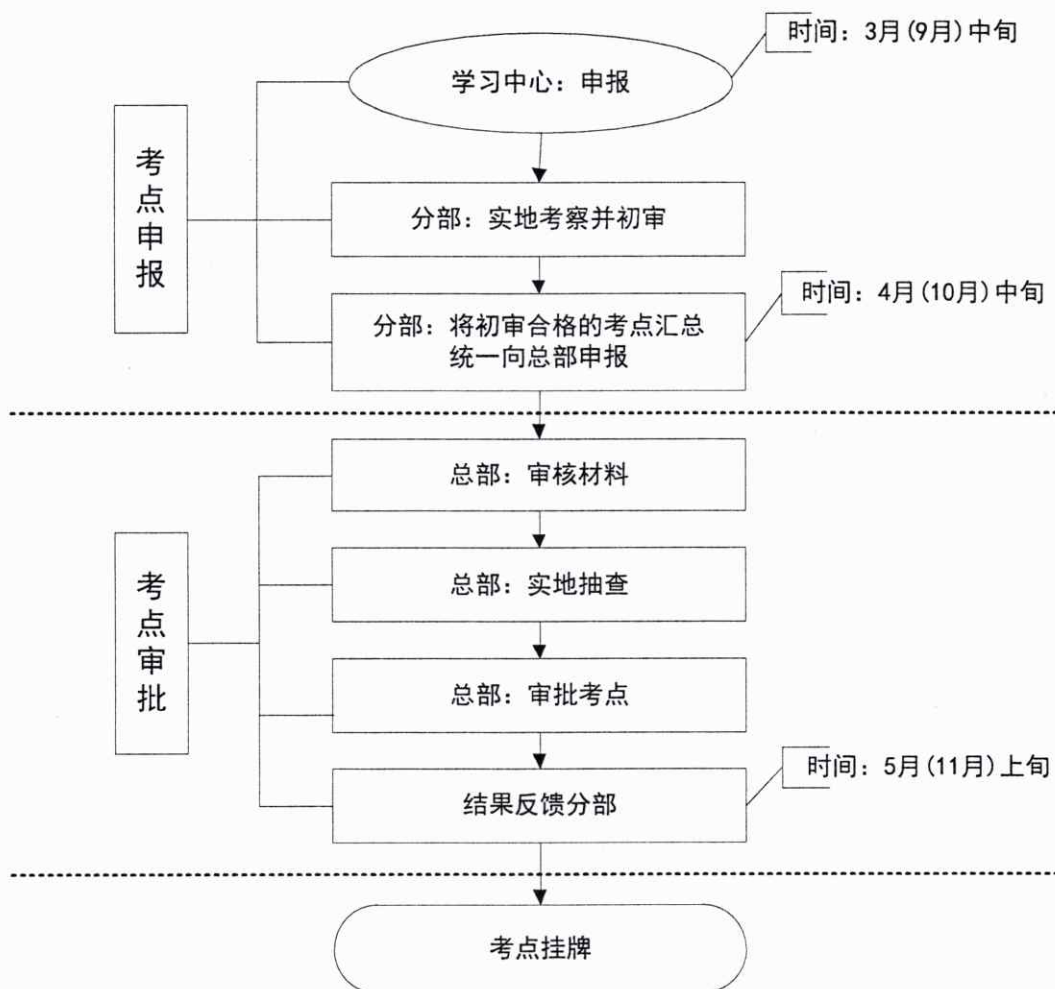 时间：3月(9月)中旬
学习中心：申报
考点申报
分部：实地考察并初审
时间：4月(10月)中旬
分部：将初审合格的考点汇总
统一向总部申报
总部：审核材料
总部：实地抽查
考点审批
总部：审批考点
时间：5月(11月)上旬
结果反馈分部
考点挂牌